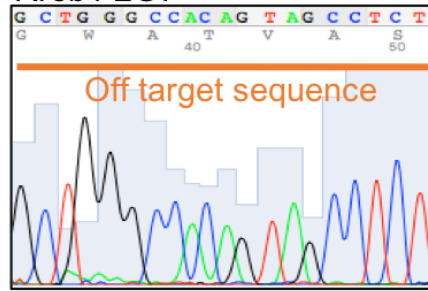 G C T G G G C C A C A G T A G C C T C T
G W A T V A S
40 50
Off target sequence